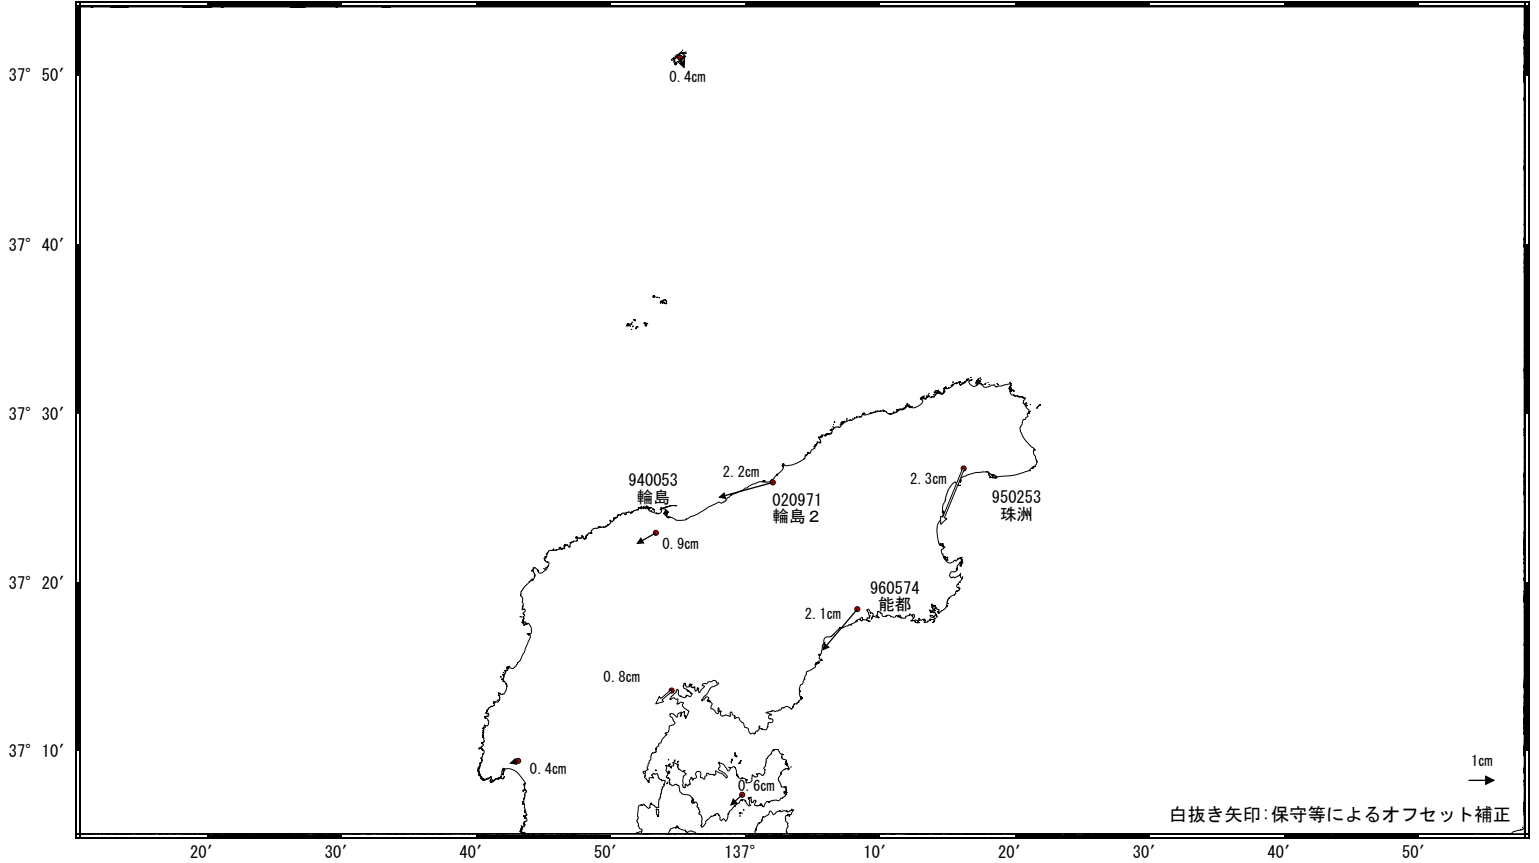 37° 50′
0.4cm
37° 40′
37° 30′
940053
輪島
2.2cm
020971
輪島２
2.3cm
950253
珠洲
0.9cm
37° 20′
960574
能都
2.1cm
0.8cm
37° 10′
0.4cm
0.6cm
1cm
白抜き矢印:保守等によるオフセット補正
20′ 30′ 40′ 50′ 137° 10′ 20′ 30′ 40′ 50′